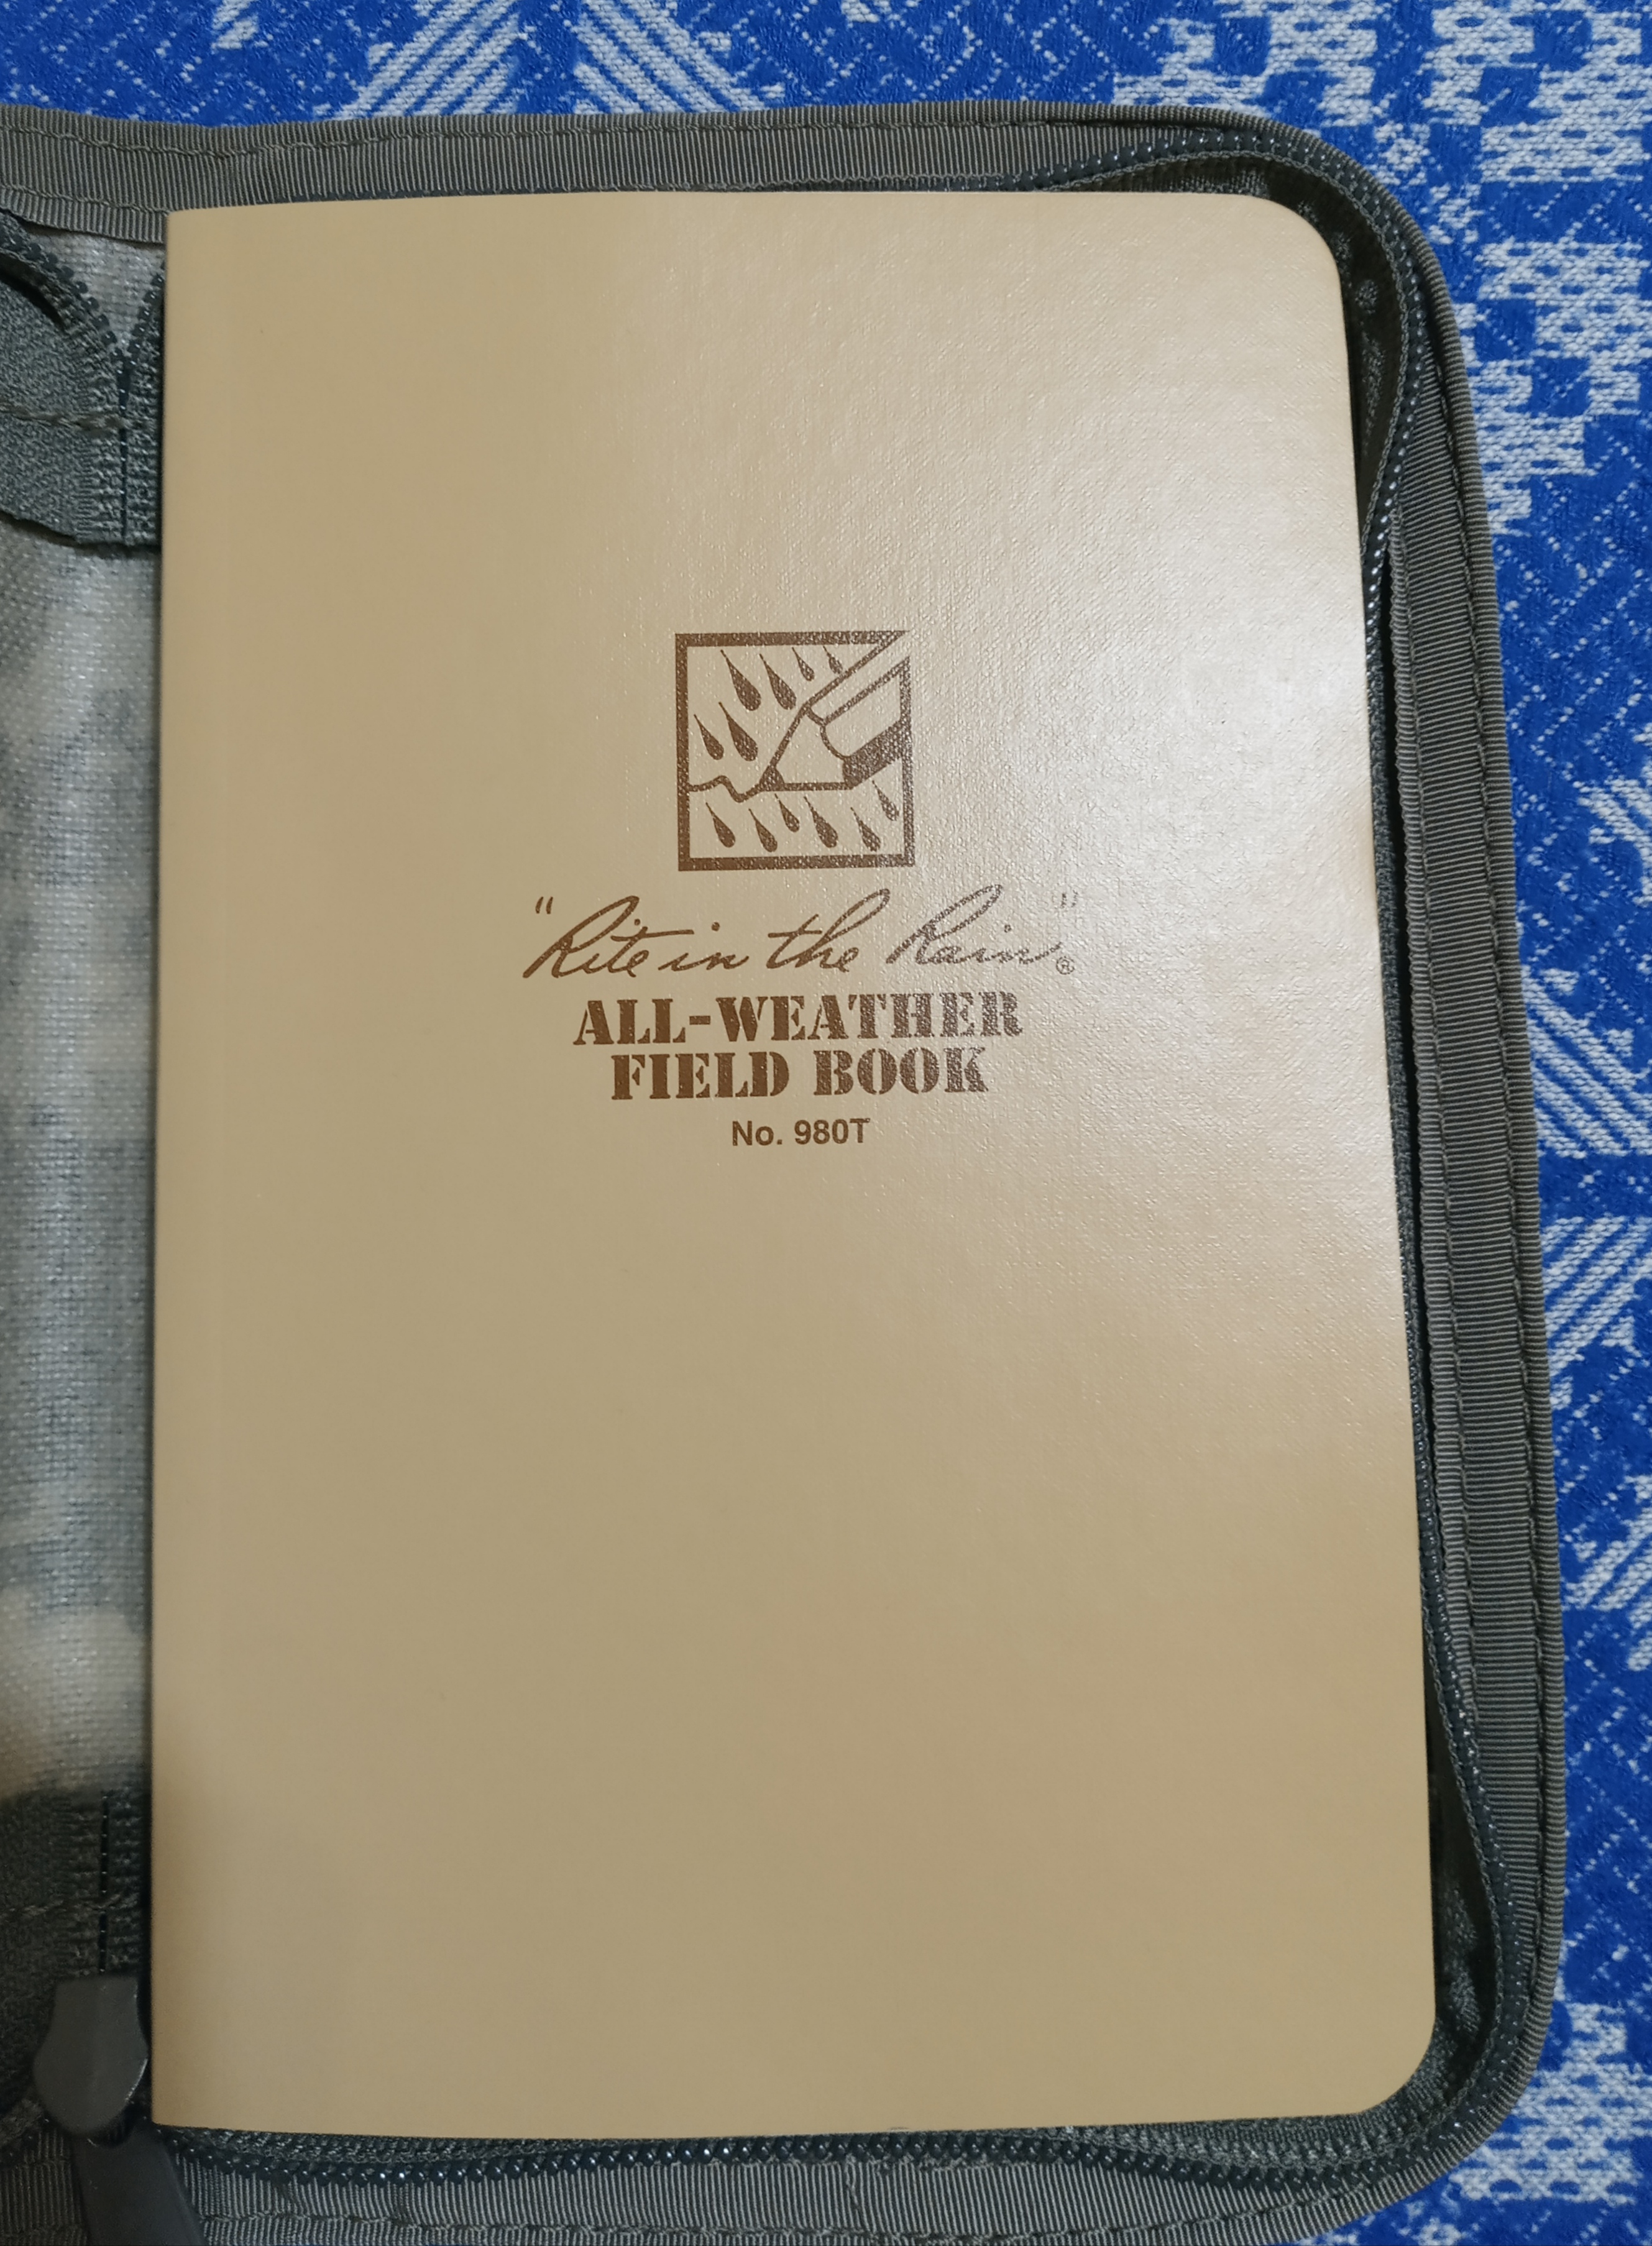 "Rite in the Rain"®
ALL-WEATHER
FIELD BOOK
No. 980T